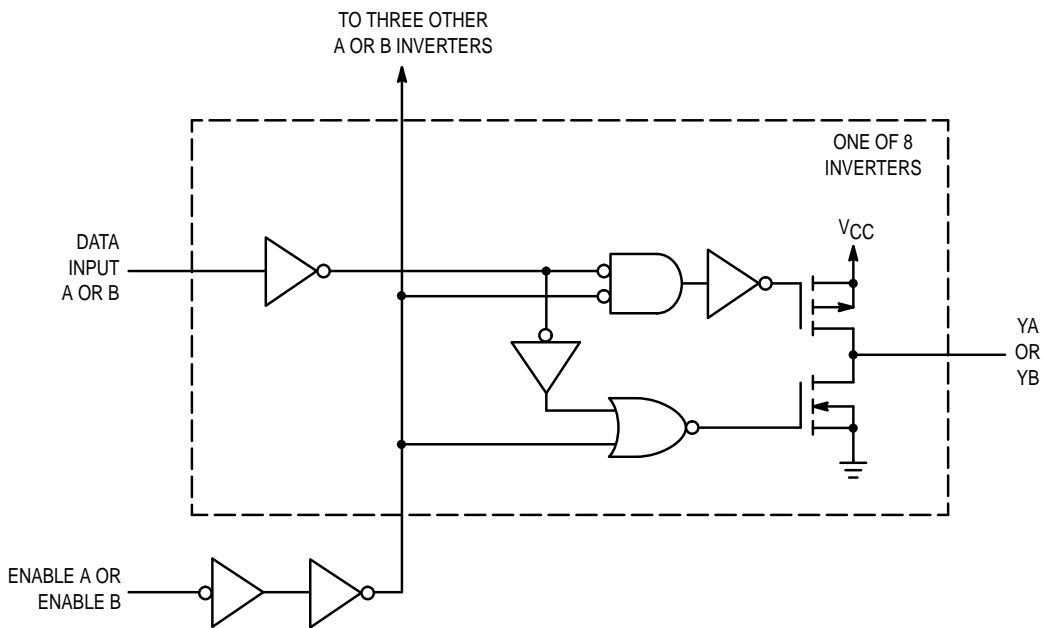 TO THREE OTHER
A OR B INVERTERS
ONE OF 8
INVERTERS
VCC
DATA
INPUT
A OR B
YA
OR
YB
ENABLE A OR
ENABLE B